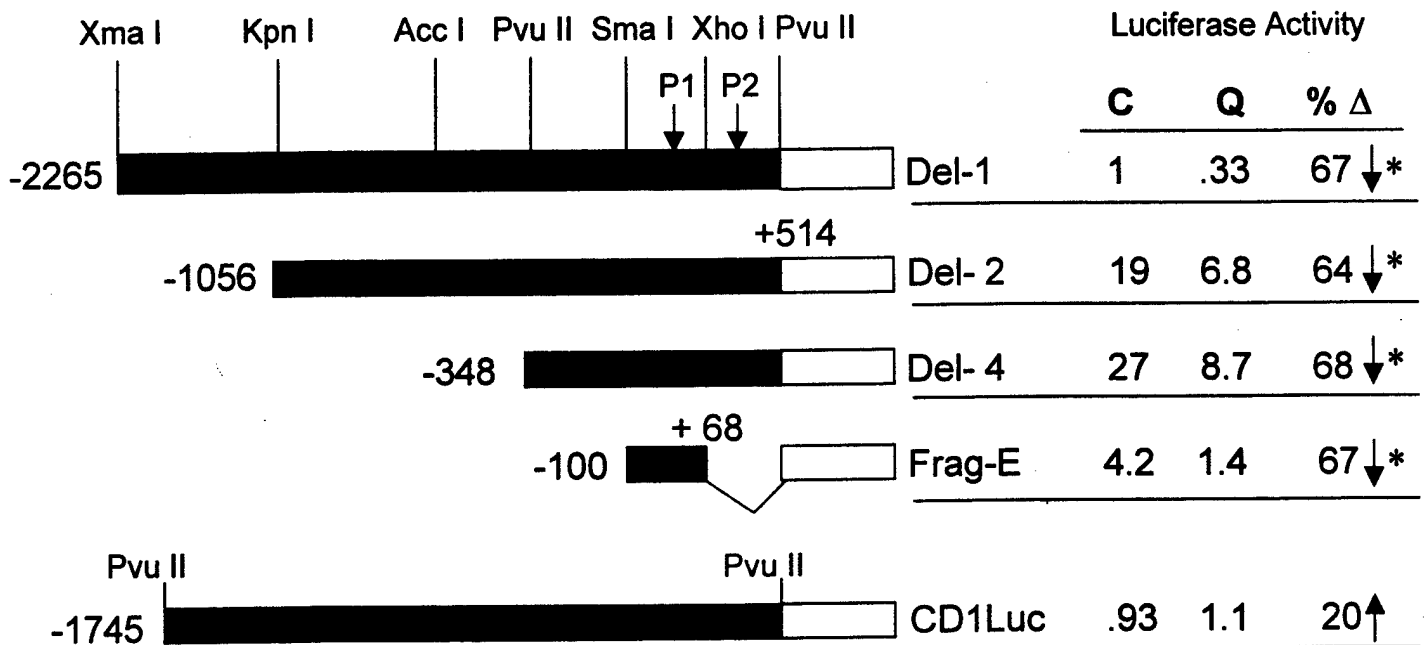 Xma I Kpn I Acc I Pvu II Sma I Xho I Pvu II Luciferase Activity
P1 P2
C Q % Δ
-2265 Del-1 1 .33 67 ↓*
+514
-1056 Del- 2 19 6.8 64 ↓*
-348 Del- 4 27 8.7 68 ↓*
+ 68
-100 Frag-E 4.2 1.4 67 ↓*
Pvu II Pvu II
-1745 CD1Luc .93 1.1 20 ↑